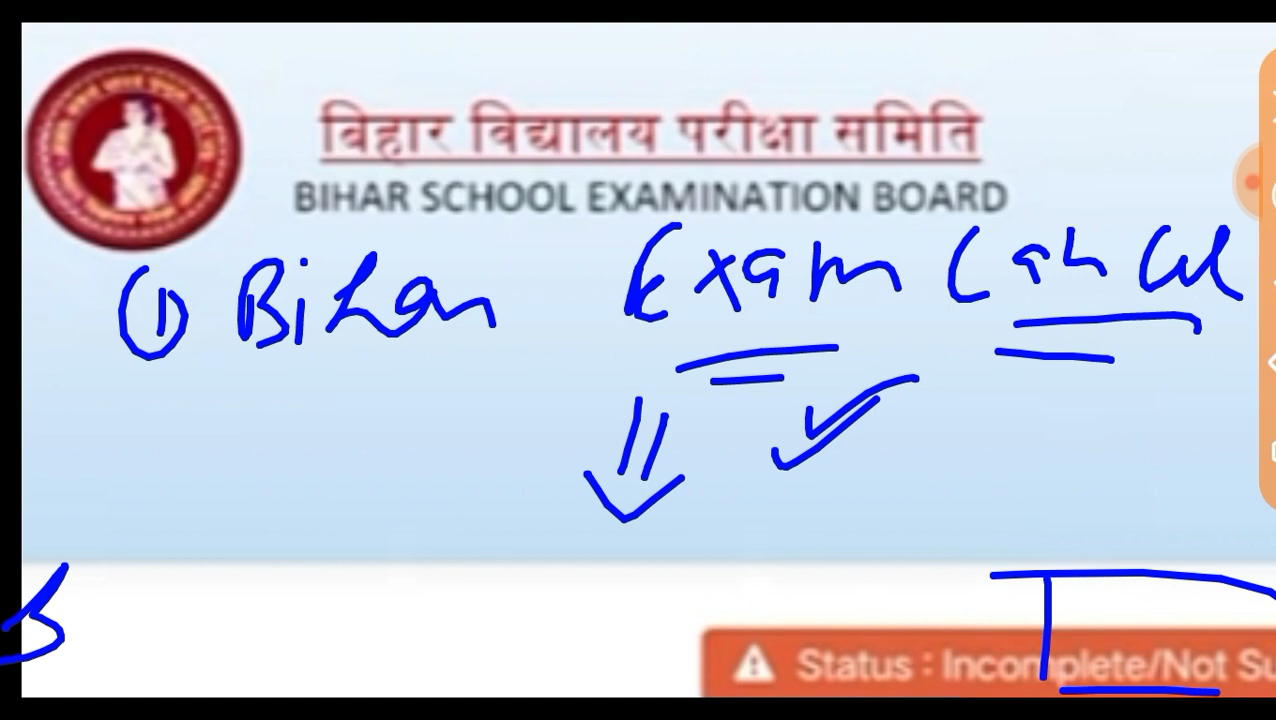 बिहार विद्यालय परीक्षा समिति
BIHAR SCHOOL EXAMINATION BOARD
① Bihar Exam Cancel
Status : Incomplete/Not Su